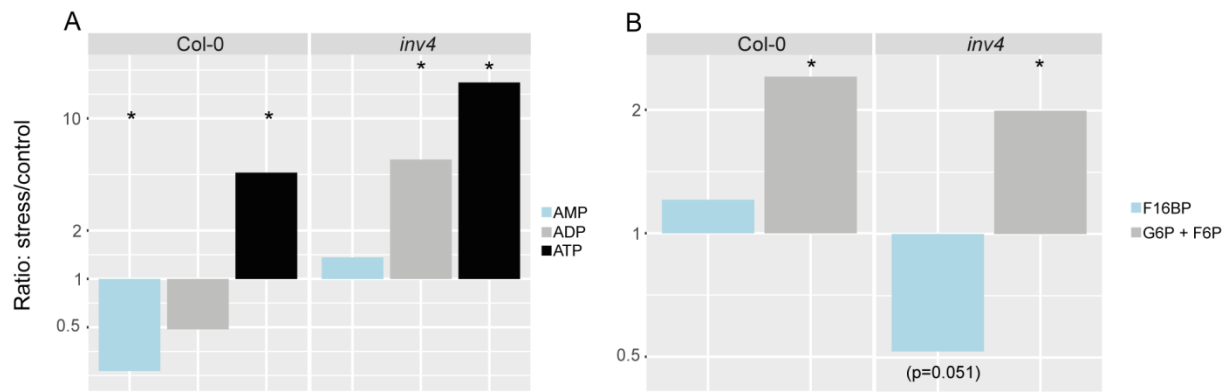 A
Col-0
inv4
*
*
*
*
10
2
1
0.5
Ratio: stress/control
AMP
ADP
ATP
B
Col-0
inv4
*
*
2
1
0.5
(p=0.051)
F16BP
G6P + F6P